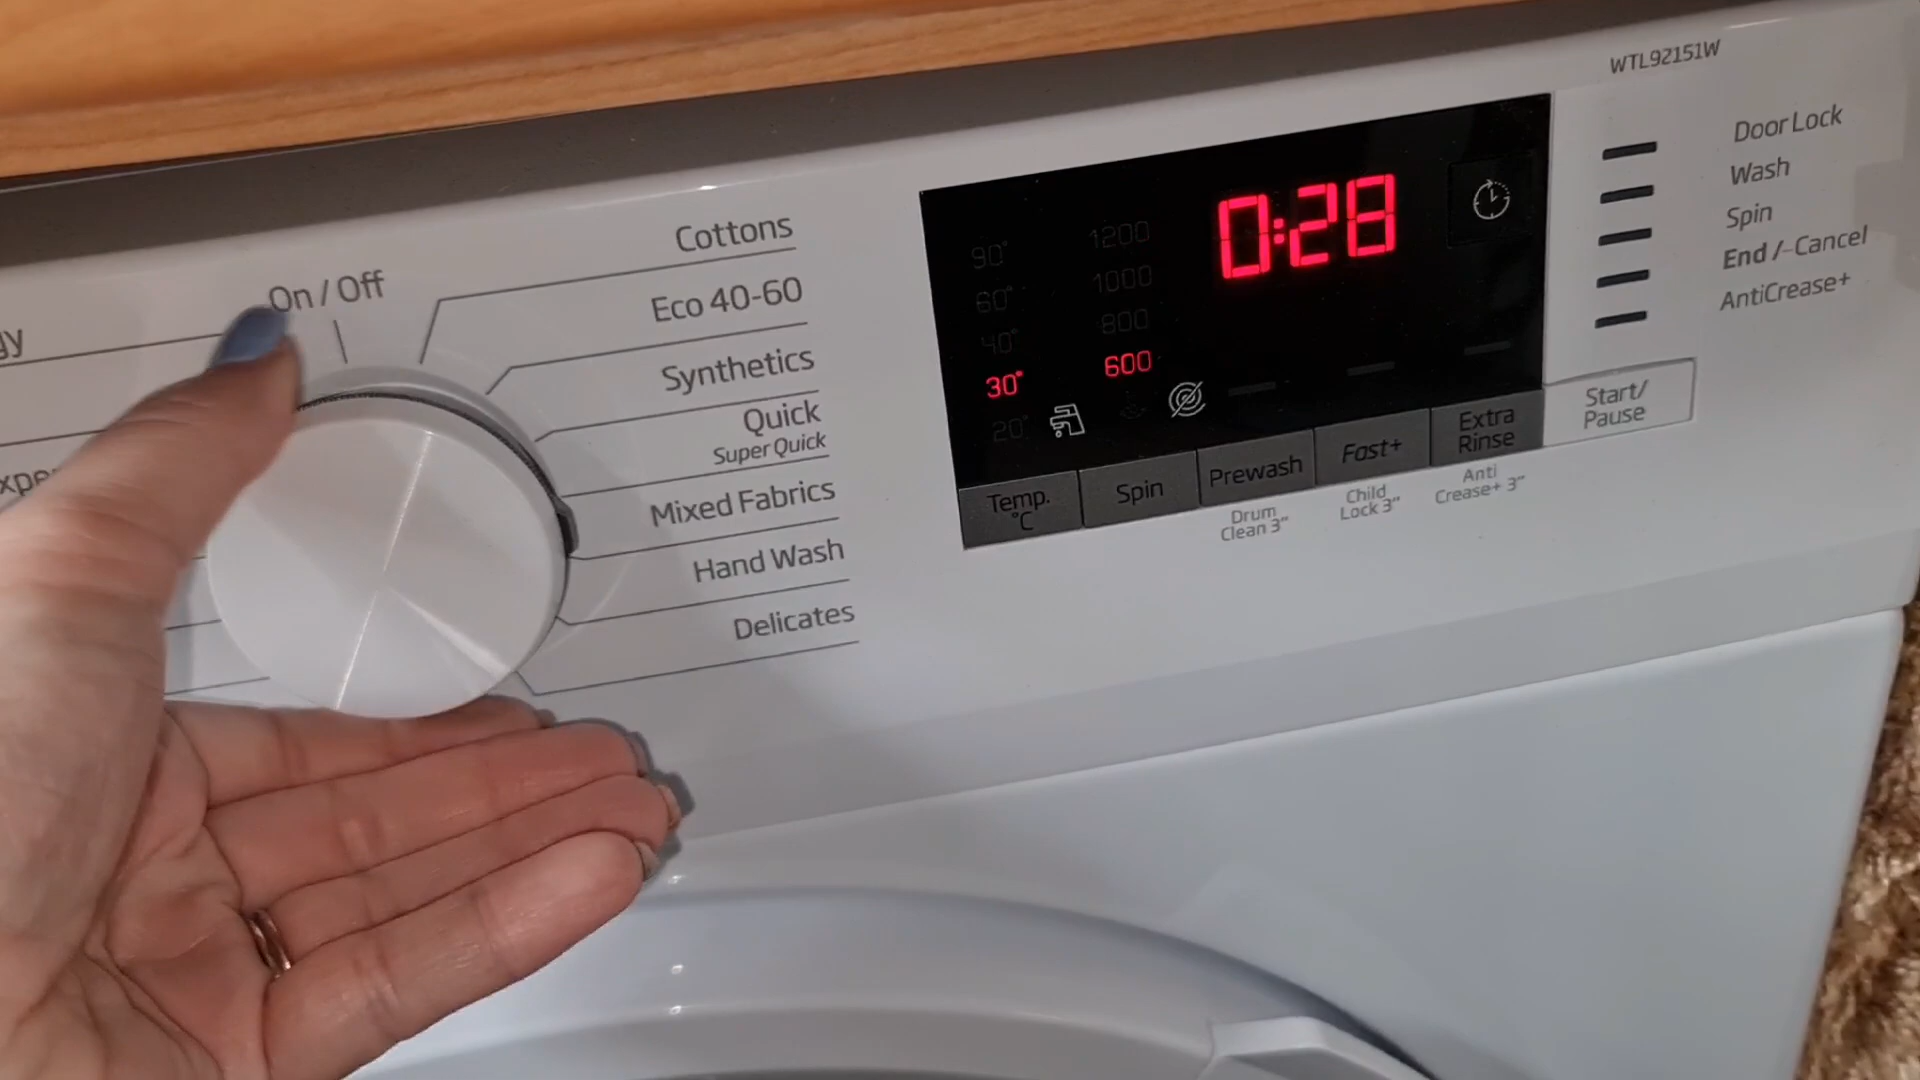 WTL92151W
On / Off
Cottons
Eco 40-60
Synthetics
Quick
Super Quick
Mixed Fabrics
Hand Wash
Delicates
0:28
90°
60°
40°
30°
20°
1200
1000
800
600
Temp.
°C
Spin
Prewash
Fast+
Extra
Rinse
Start/
Pause
Drum
Clean 3"
Child
Lock 3"
Anti
Crease+ 3"
Door Lock
Wash
Spin
End /-Cancel
AntiCrease+